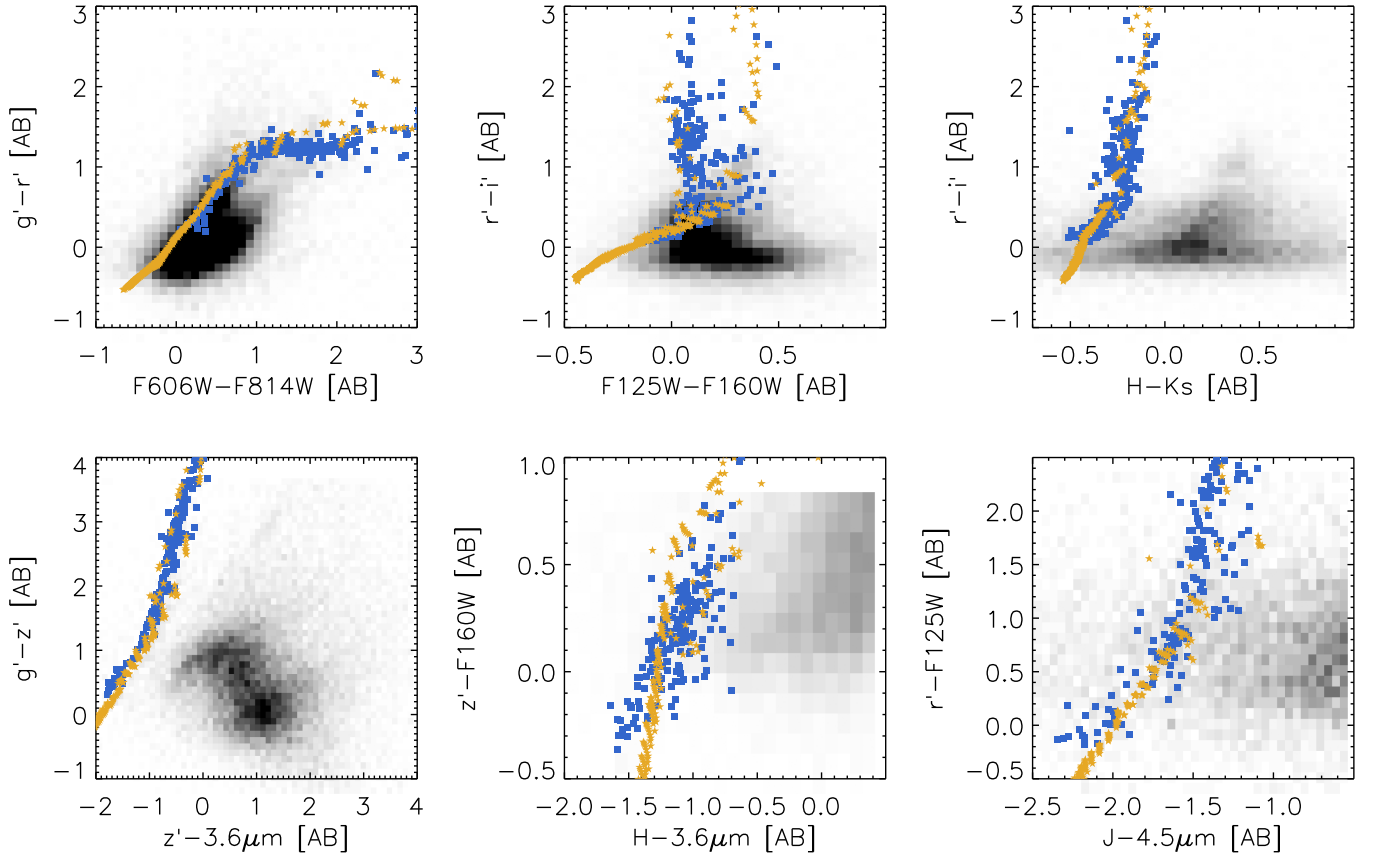 3
2
1
0
−1
g'−r' [AB]
−1 0 1 2 3
F606W−F814W [AB]
3
2
1
0
−1
r'−i' [AB]
−0.5 0.0 0.5
F125W−F160W [AB]
3
2
1
0
−1
r'−i' [AB]
−0.5 0.0 0.5
H−Ks [AB]
4
3
2
1
0
−1
g'−z' [AB]
−2 −1 0 1 2 3 4
z'−3.6μm [AB]
1.0
0.5
0.0
−0.5
z'−F160W [AB]
−2.0 −1.5 −1.0 −0.5 0.0
H−3.6μm [AB]
2.0
1.5
1.0
0.5
0.0
−0.5
r'−F125W [AB]
−2.5 −2.0 −1.5 −1.0
J−4.5μm [AB]